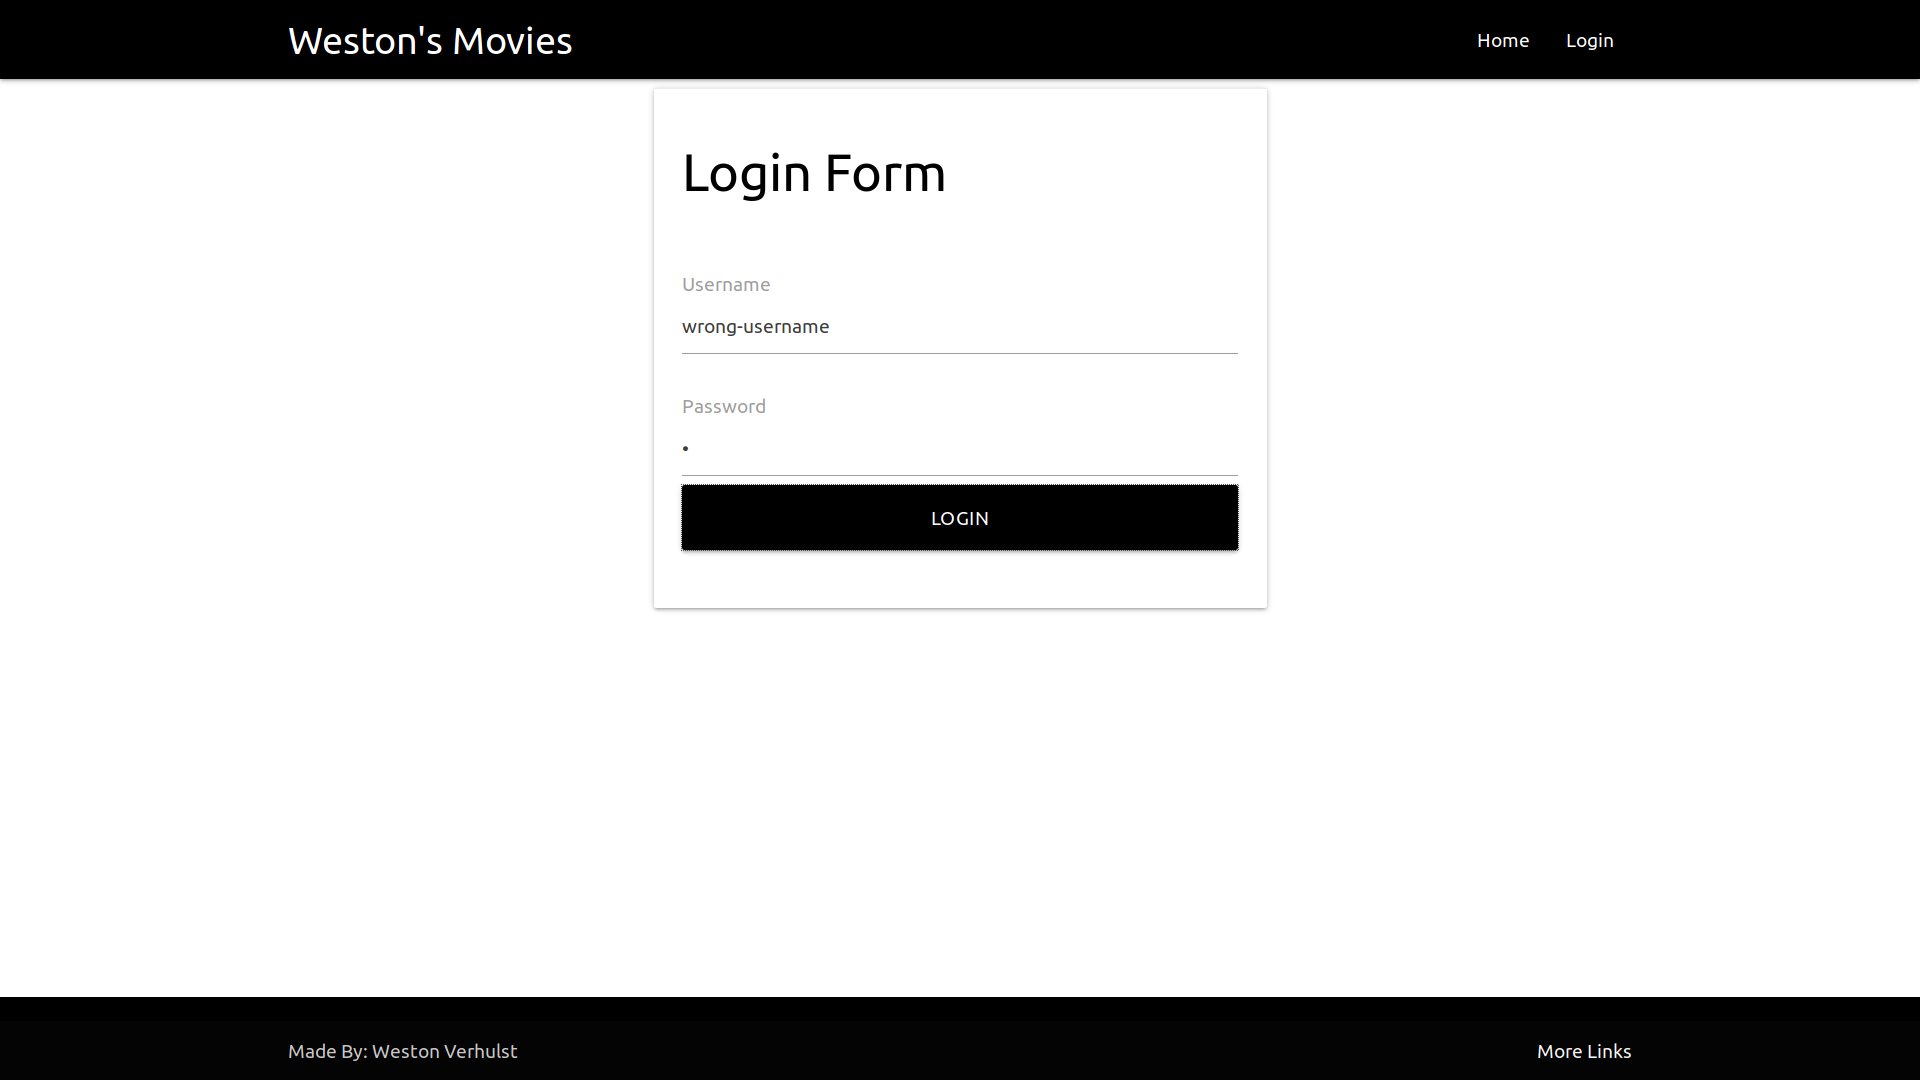 Weston's Movies
Home
Login
Login Form
Username
wrong-username
Password
•
LOGIN
Made By: Weston Verhulst
More Links